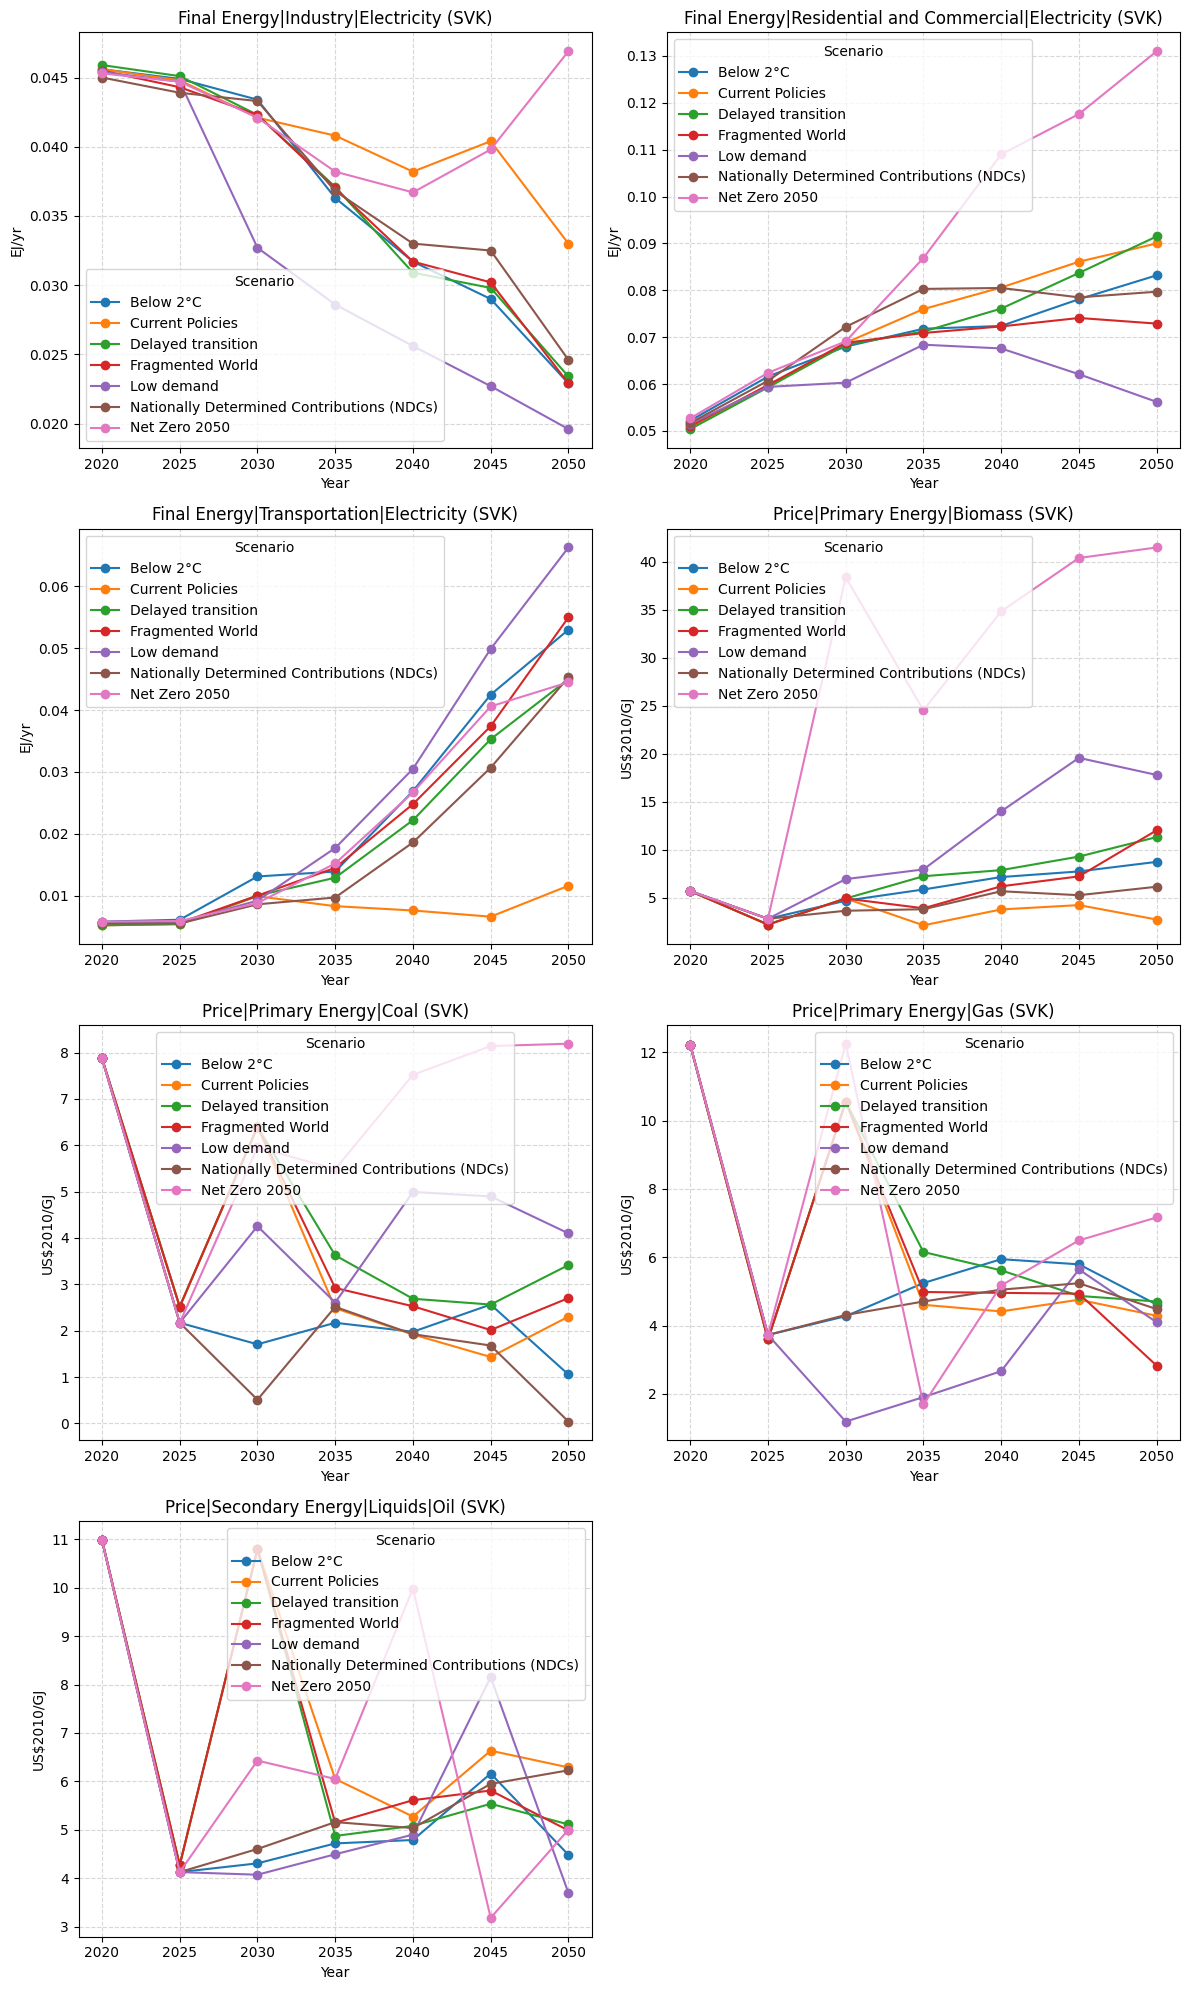 Final Energy|Industry|Electricity (SVK)
EJ/yr
0.045
0.040
0.035
0.030
0.025
0.020
Scenario
Below 2°C
Current Policies
Delayed transition
Fragmented World
Low demand
Nationally Determined Contributions (NDCs)
Net Zero 2050
2020 2025 2030 2035 2040 2045 2050
Year
Final Energy|Residential and Commercial|Electricity (SVK)
EJ/yr
0.13
0.12
0.11
0.10
0.09
0.08
0.07
0.06
0.05
Scenario
Below 2°C
Current Policies
Delayed transition
Fragmented World
Low demand
Nationally Determined Contributions (NDCs)
Net Zero 2050
2020 2025 2030 2035 2040 2045 2050
Year
Final Energy|Transportation|Electricity (SVK)
EJ/yr
0.06
0.05
0.04
0.03
0.02
0.01
Scenario
Below 2°C
Current Policies
Delayed transition
Fragmented World
Low demand
Nationally Determined Contributions (NDCs)
Net Zero 2050
2020 2025 2030 2035 2040 2045 2050
Year
Price|Primary Energy|Biomass (SVK)
US$2010/GJ
40
35
30
25
20
15
10
5
Scenario
Below 2°C
Current Policies
Delayed transition
Fragmented World
Low demand
Nationally Determined Contributions (NDCs)
Net Zero 2050
2020 2025 2030 2035 2040 2045 2050
Year
Price|Primary Energy|Coal (SVK)
US$2010/GJ
8
7
6
5
4
3
2
1
0
Scenario
Below 2°C
Current Policies
Delayed transition
Fragmented World
Low demand
Nationally Determined Contributions (NDCs)
Net Zero 2050
2020 2025 2030 2035 2040 2045 2050
Year
Price|Primary Energy|Gas (SVK)
US$2010/GJ
12
10
8
6
4
2
Scenario
Below 2°C
Current Policies
Delayed transition
Fragmented World
Low demand
Nationally Determined Contributions (NDCs)
Net Zero 2050
2020 2025 2030 2035 2040 2045 2050
Year
Price|Secondary Energy|Liquids|Oil (SVK)
US$2010/GJ
11
10
9
8
7
6
5
4
3
Scenario
Below 2°C
Current Policies
Delayed transition
Fragmented World
Low demand
Nationally Determined Contributions (NDCs)
Net Zero 2050
2020 2025 2030 2035 2040 2045 2050
Year